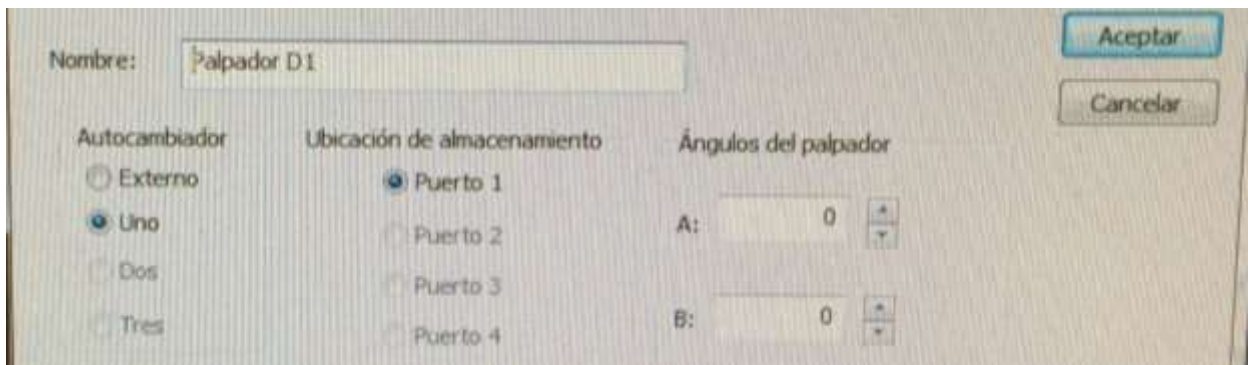 Nombre: Palpador D1
Aceptar
Cancelar
Autocambiador
Externo
Uno
Dos
Tres
Ubicación de almacenamiento
Puerto 1
Puerto 2
Puerto 3
Puerto 4
Ángulos del palpador
A: 0
B: 0